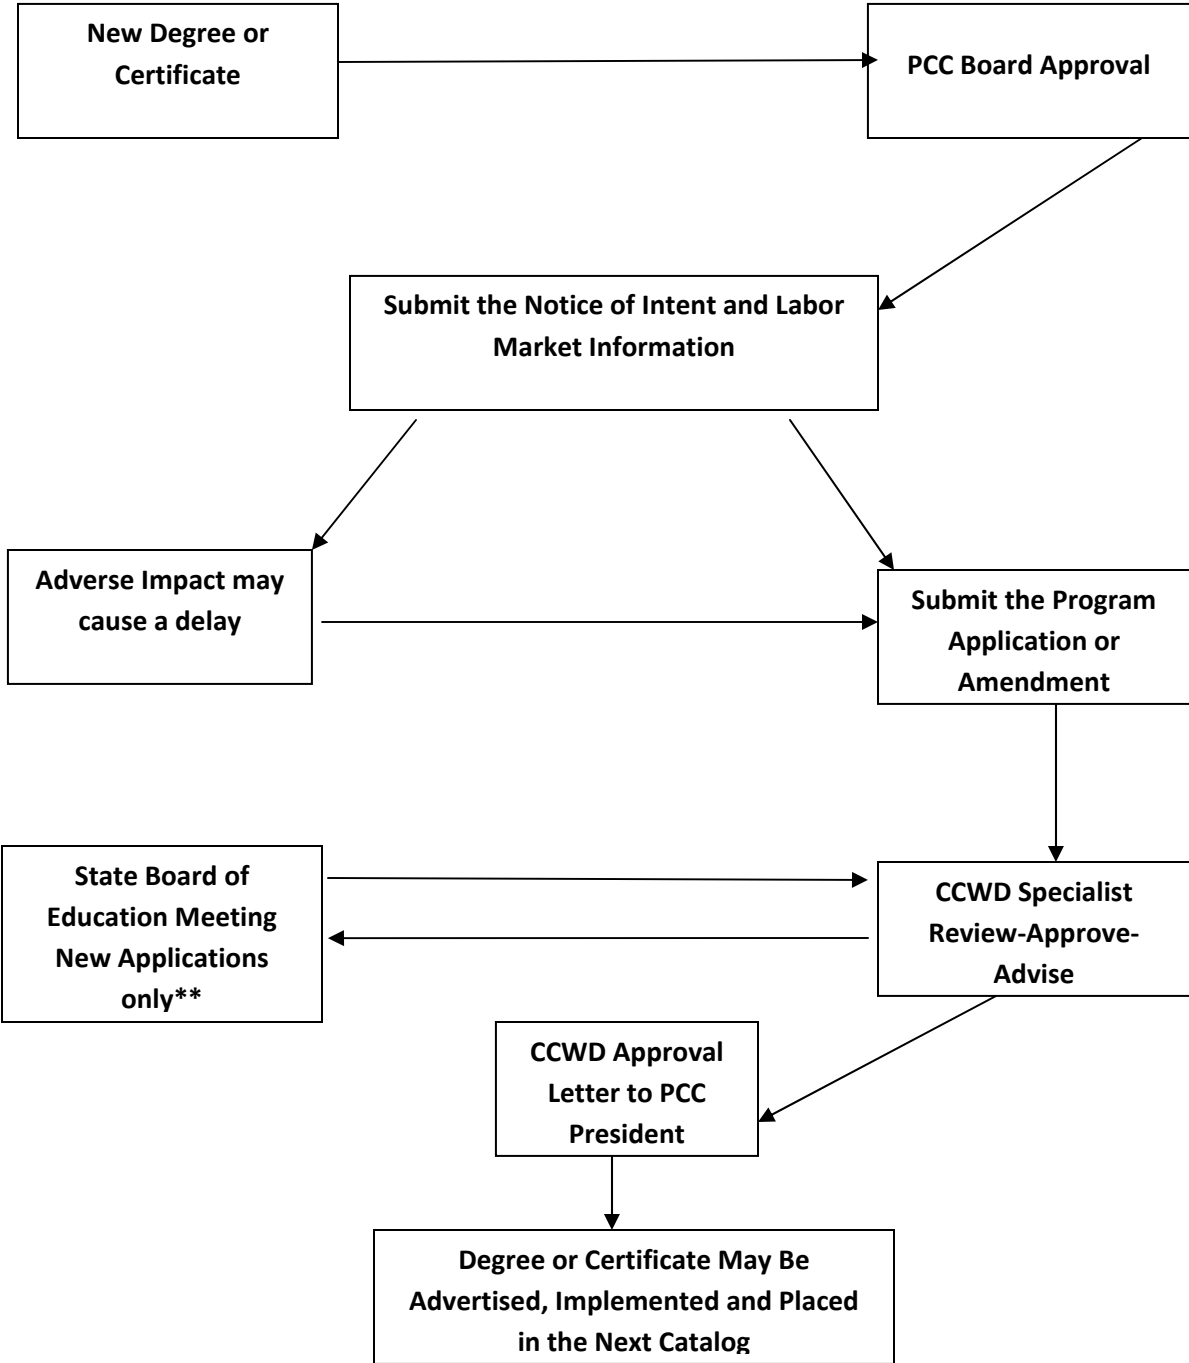 New Degree or
Certificate
PCC Board Approval
Submit the Notice of Intent and Labor
Market Information
Adverse Impact may
cause a delay
Submit the Program
Application or
Amendment
State Board of
Education Meeting
New Applications
only**
CCWD Specialist
Review-Approve-
Advise
CCWD Approval
Letter to PCC
President
Degree or Certificate May Be
Advertised, Implemented and Placed
in the Next Catalog